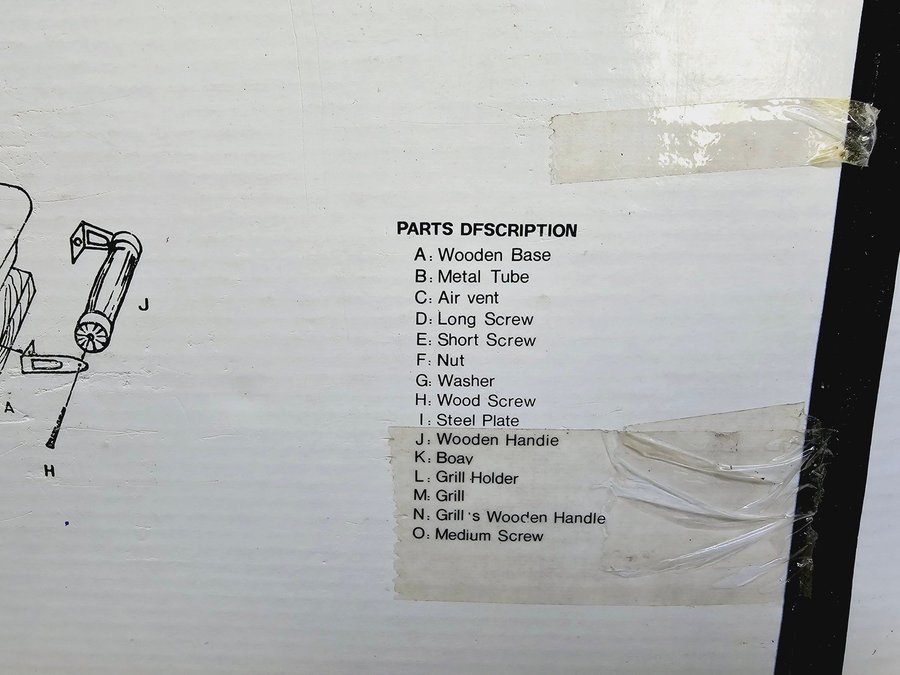 PARTS DFSCRIPTION
A: Wooden Base
B: Metal Tube
C: Air vent
D: Long Screw
E: Short Screw
F: Nut
G: Washer
H: Wood Screw
I: Steel Plate
J: Wooden Handie
K: Boav
L: Grill Holder
M: Grill
N: Grill's Wooden Handle
O: Medium Screw
J
A
H